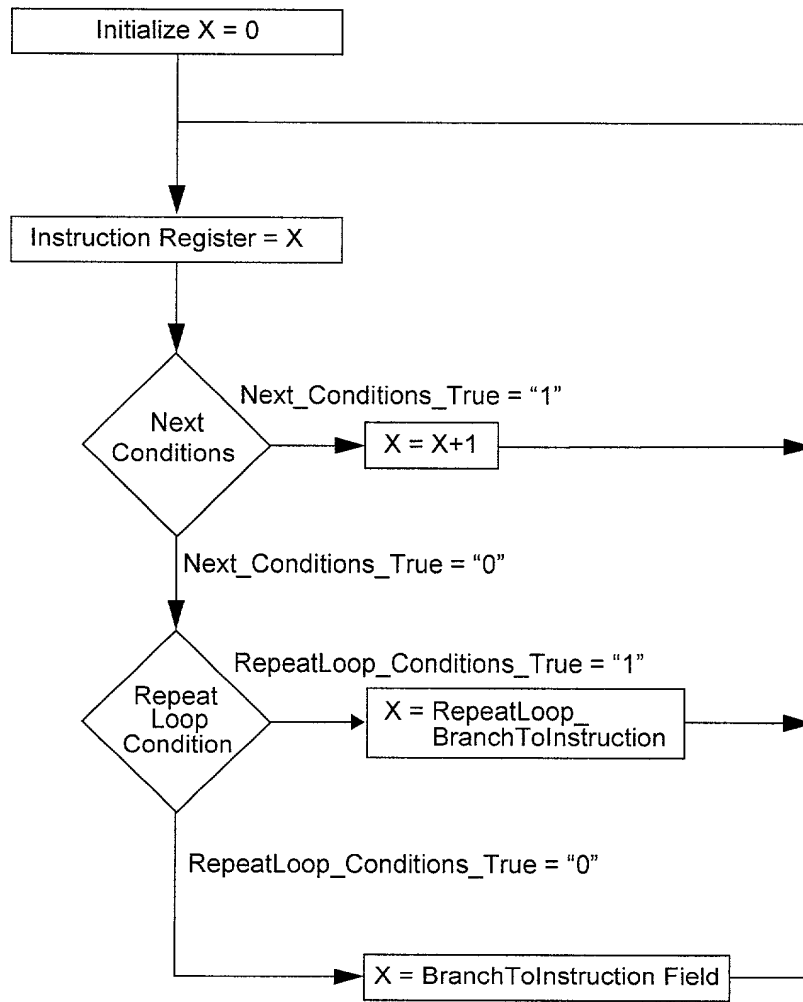 Initialize X = 0
Instruction Register = X
Next_Conditions_True = “1”
Next
Conditions
X = X+1
Next_Conditions_True = “0”
RepeatLoop_Conditions_True = “1”
Repeat
Loop
Condition
X = RepeatLoop_
BranchToInstruction
RepeatLoop_Conditions_True = “0”
X = BranchToInstruction Field